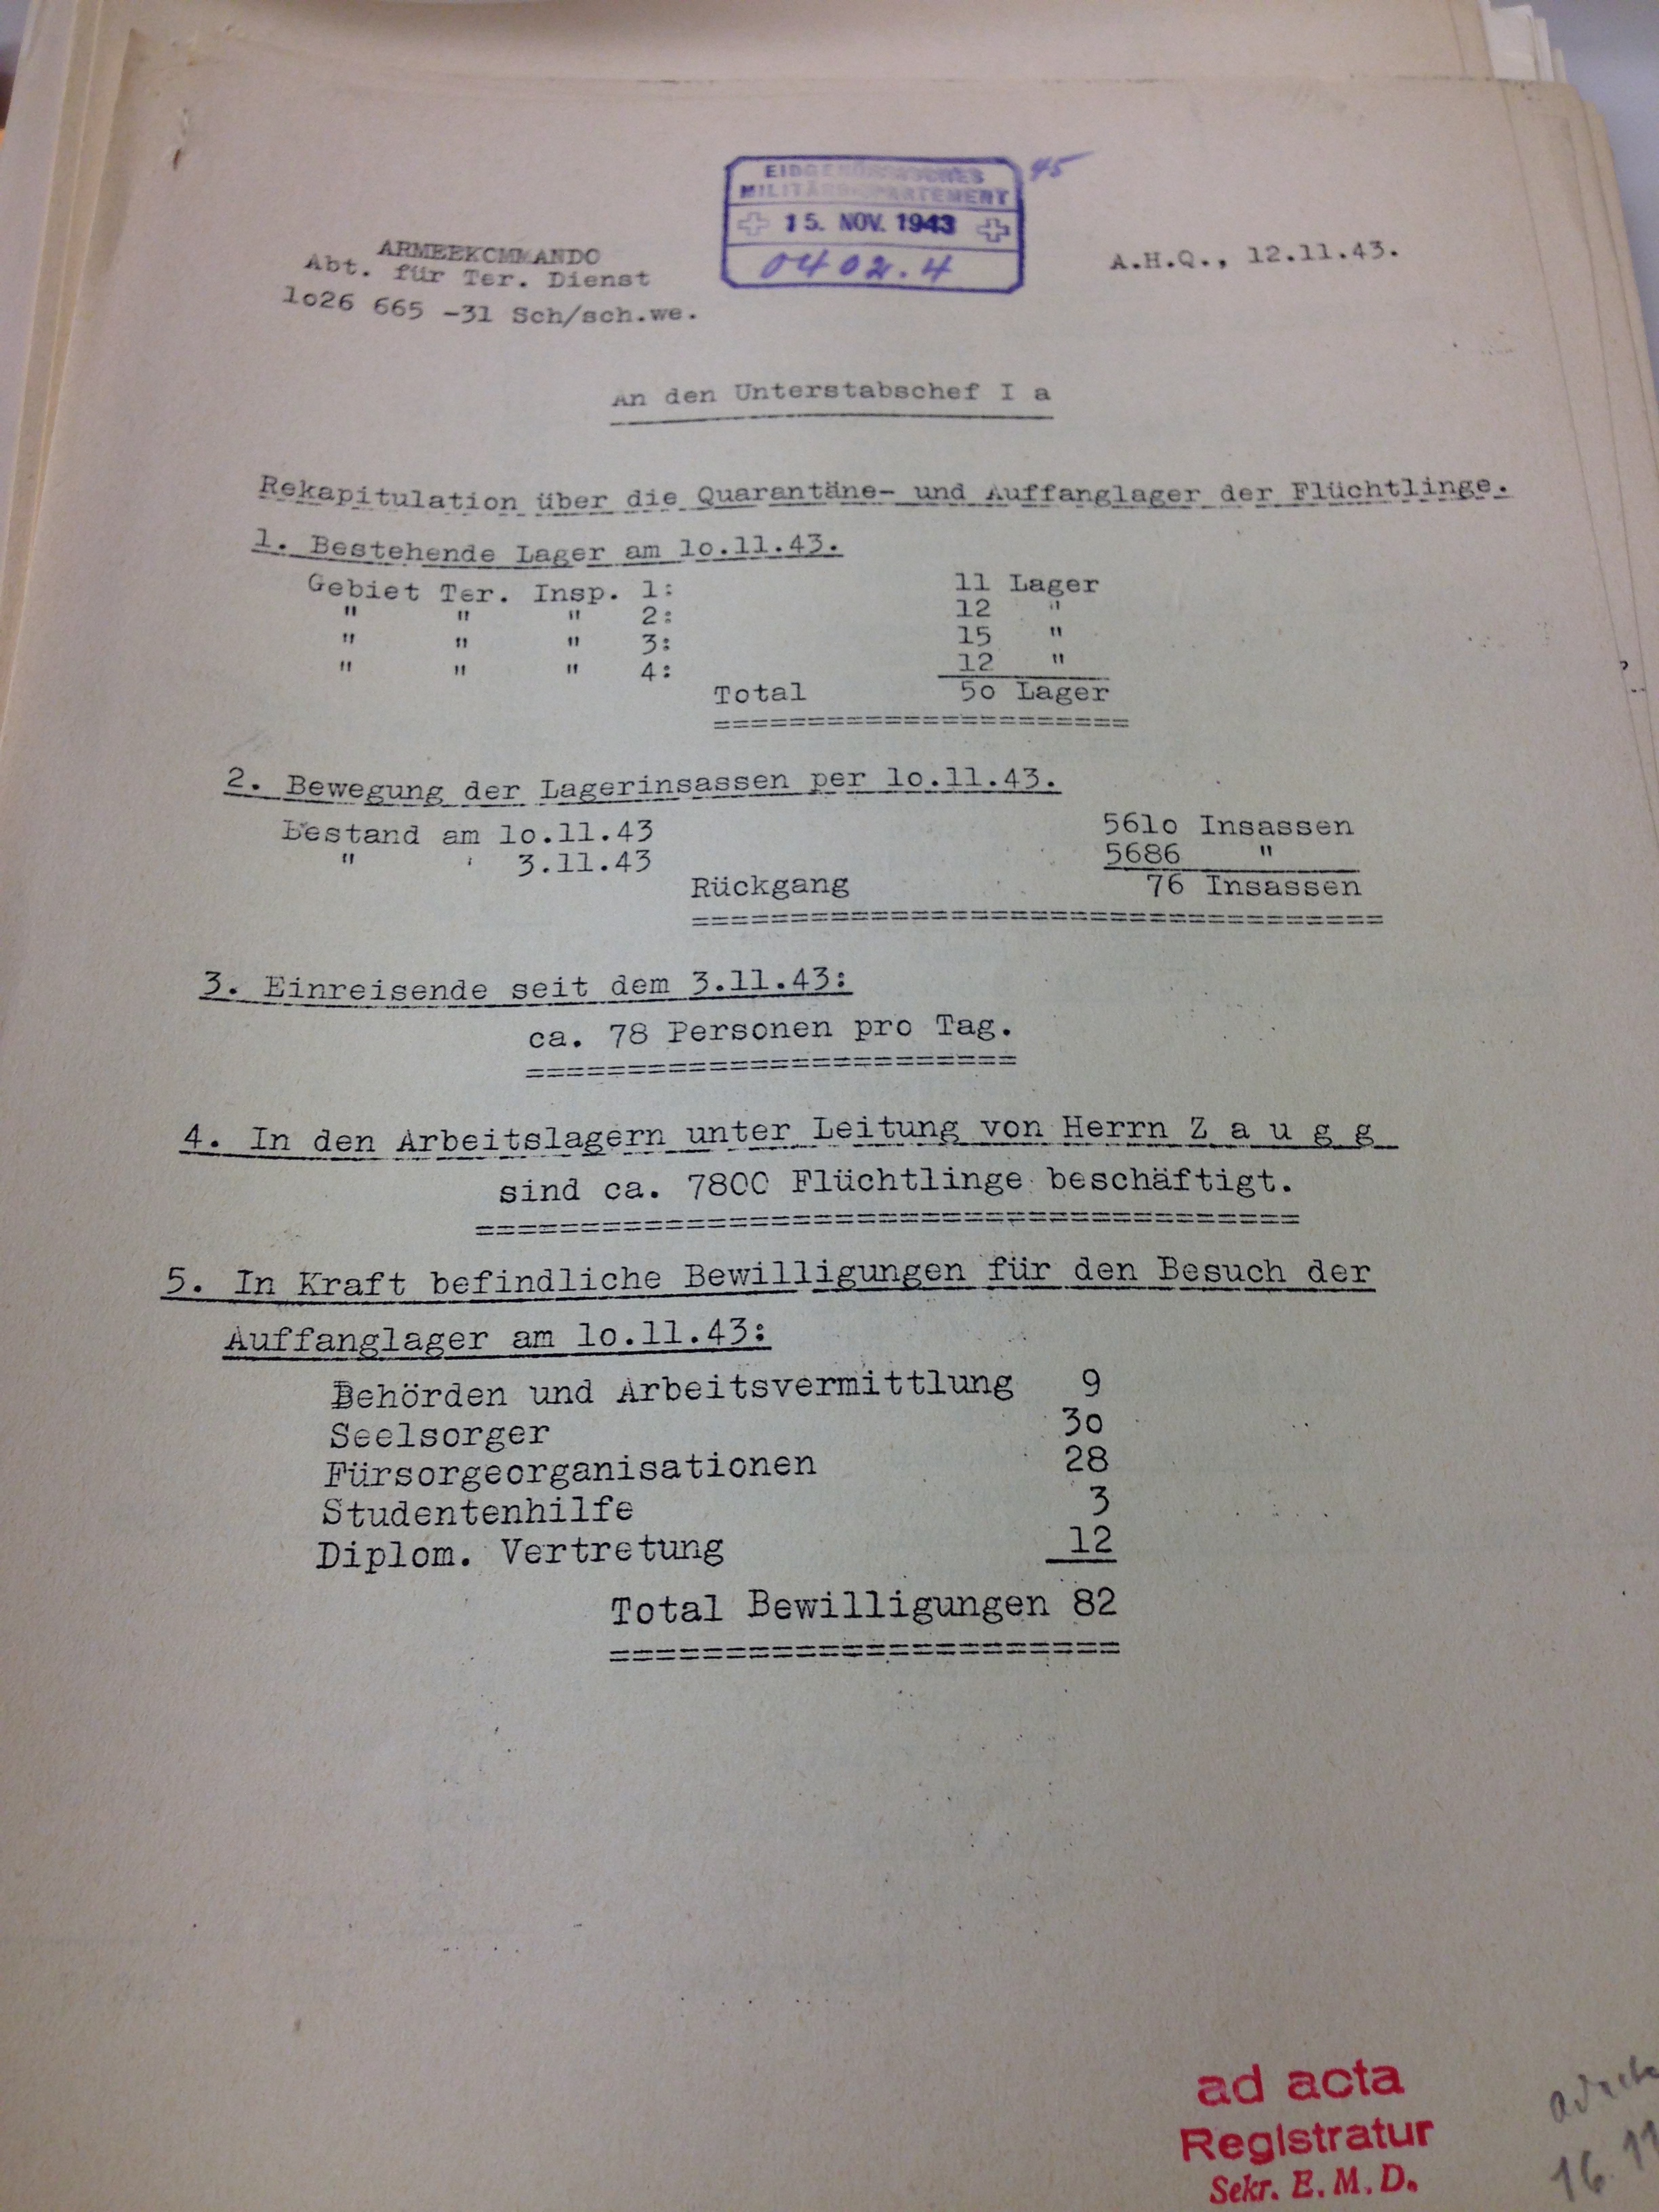 EIDGENÖSSISCHES 45
MILITÄRDEPARTEMENT
15. NOV. 1943
0402.4
ARMEEKOMMANDO
Abt. für Ter. Dienst
1o26 665 -31 Sch/sch.we.
A.H.Q., 12.11.43.
An den Unterstabschef I a
Rekapitulation über die Quarantäne- und Auffanglager der Flüchtlinge.
1. Bestehende Lager am 1o.11.43.
Gebiet Ter. Insp. 1: 11 Lager
" " " 2: 12 "
" " " 3: 15 "
" " " 4: 12 "
Total 5o Lager
======================
2. Bewegung der Lagerinsassen per 1o.11.43.
Bestand am 1o.11.43 561o Insassen
" ' 3.11.43 5686 "
Rückgang 76 Insassen
===================================
3. Einreisende seit dem 3.11.43:
ca. 78 Personen pro Tag.
========================
4. In den Arbeitslagern unter Leitung von Herrn Z a u g g
sind ca. 7800 Flüchtlinge beschäftigt.
=======================================
5. In Kraft befindliche Bewilligungen für den Besuch der
Auffanglager am 1o.11.43:
Behörden und Arbeitsvermittlung 9
Seelsorger 3o
Fürsorgeorganisationen 28
Studentenhilfe 3
Diplom. Vertretung 12
Total Bewilligungen 82
======================
ad acta
Registratur
Sekr. E. M. D.
16.11